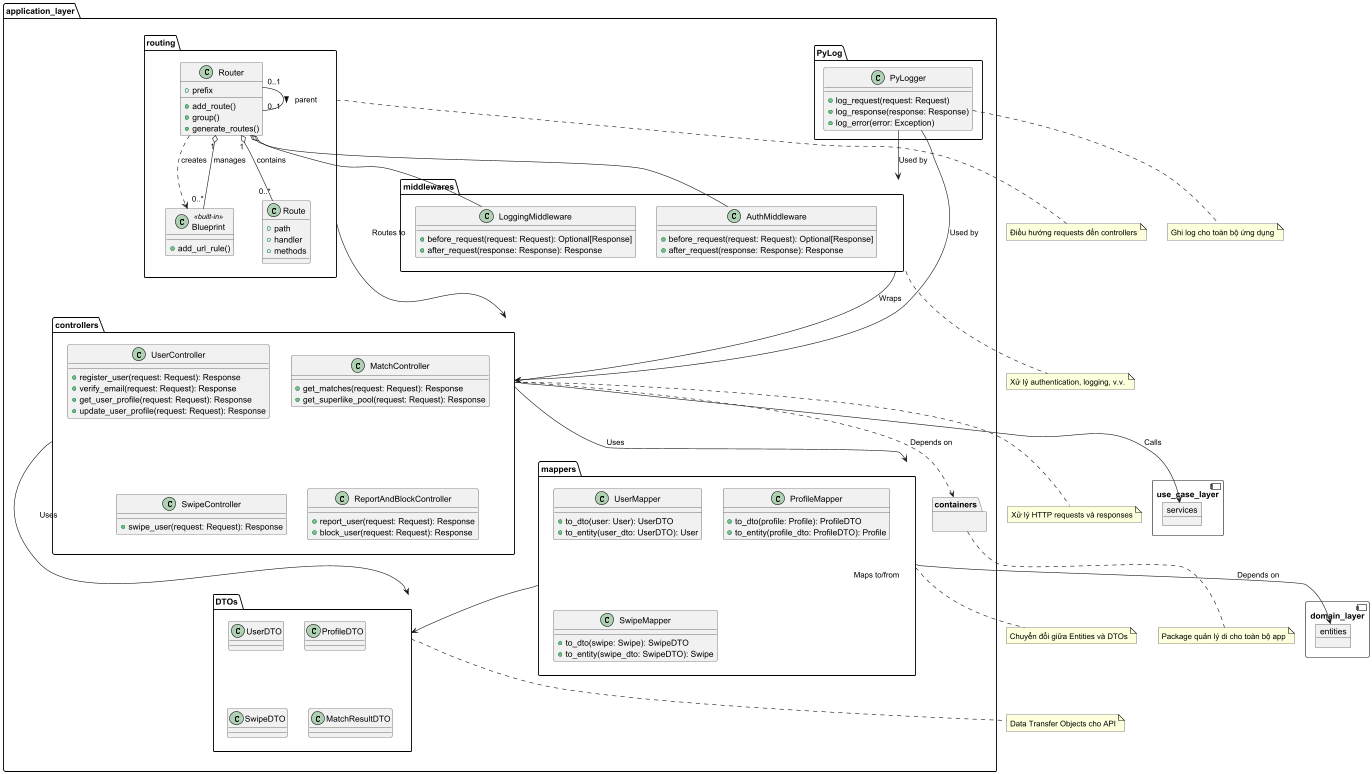 application_layer
routing
Router
prefix
add_route()
group()
generate_routes()
0..1
0..1
parent
creates
1
manages
1
contains
0..*
0..*
«built-in»
Blueprint
add_url_rule()
Route
path
handler
methods
PyLog
PyLogger
log_request(request: Request)
log_response(response: Response)
log_error(error: Exception)
Used by
Used by
middlewares
LoggingMiddleware
before_request(request: Request): Optional[Response]
after_request(response: Response): Response
AuthMiddleware
before_request(request: Request): Optional[Response]
after_request(response: Response): Response
Routes to
Wraps
Điều hướng requests đến controllers
Ghi log cho toàn bộ ứng dụng
controllers
UserController
register_user(request: Request): Response
verify_email(request: Request): Response
get_user_profile(request: Request): Response
update_user_profile(request: Request): Response
MatchController
get_matches(request: Request): Response
get_superlike_pool(request: Request): Response
SwipeController
swipe_user(request: Request): Response
ReportAndBlockController
report_user(request: Request): Response
block_user(request: Request): Response
Xử lý authentication, logging, v.v.
Uses
Depends on
Calls
Uses
mappers
UserMapper
to_dto(user: User): UserDTO
to_entity(user_dto: UserDTO): User
ProfileMapper
to_dto(profile: Profile): ProfileDTO
to_entity(profile_dto: ProfileDTO): Profile
SwipeMapper
to_dto(swipe: Swipe): SwipeDTO
to_entity(swipe_dto: SwipeDTO): Swipe
containers
Xử lý HTTP requests và responses
use_case_layer
services
Maps to/from
Depends on
domain_layer
entities
DTOs
UserDTO
ProfileDTO
SwipeDTO
MatchResultDTO
Chuyển đổi giữa Entities và DTOs
Package quản lý di cho toàn bộ app
Data Transfer Objects cho API